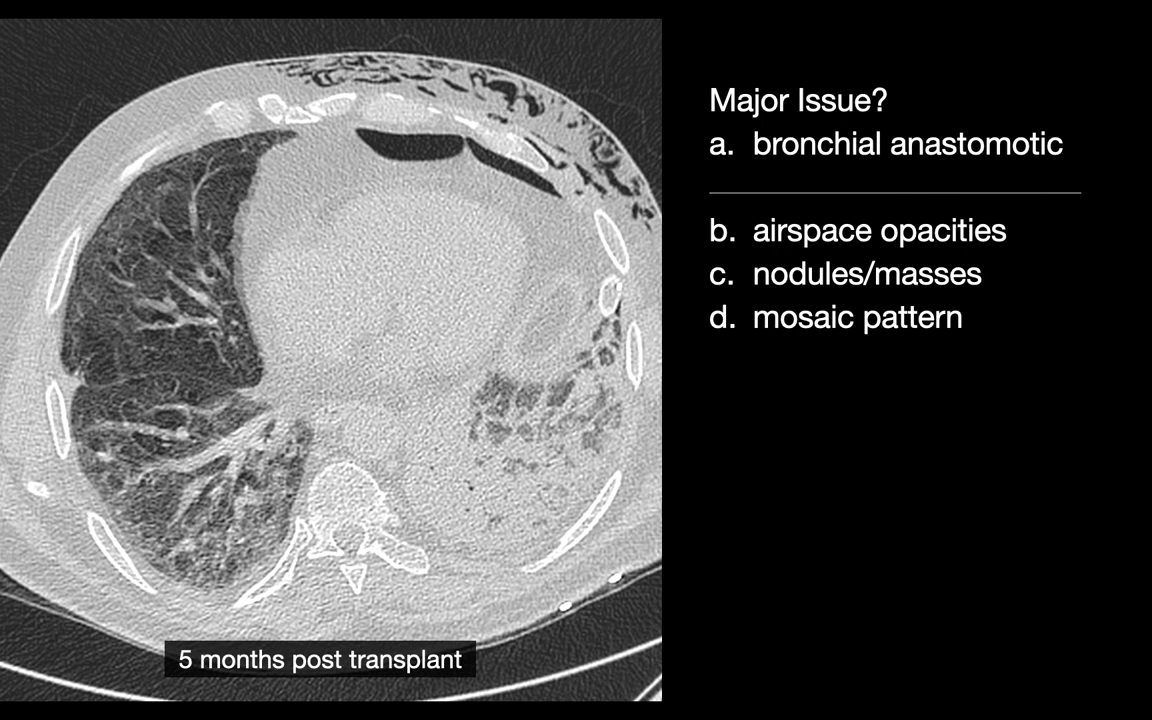 Major Issue?
a. bronchial anastomotic
b. airspace opacities
c. nodules/masses
d. mosaic pattern
5 months post transplant